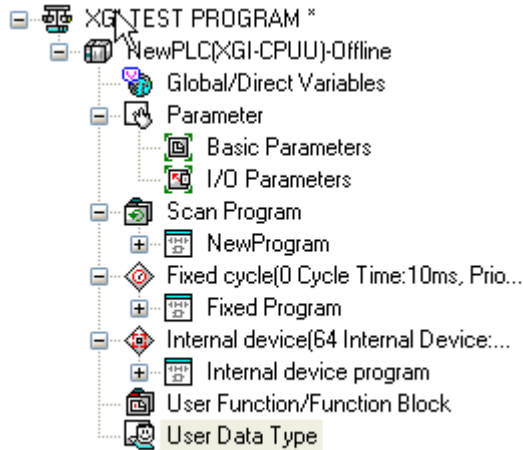 XGI TEST PROGRAM *
NewPLC(XGI-CPUU)-Offline
Global/Direct Variables
Parameter
Basic Parameters
I/O Parameters
Scan Program
NewProgram
Fixed cycle(0 Cycle Time:10ms, Prio...
Fixed Program
Internal device(64 Internal Device:...
Internal device program
User Function/Function Block
User Data Type